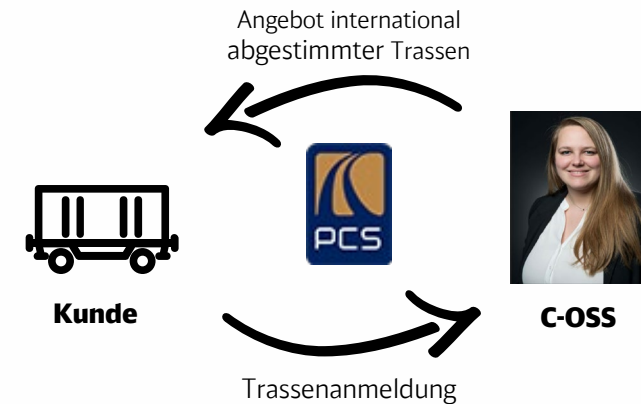 Angebot international
abgestimmter Trassen
PCS
Kunde
C-OSS
Trassenanmeldung